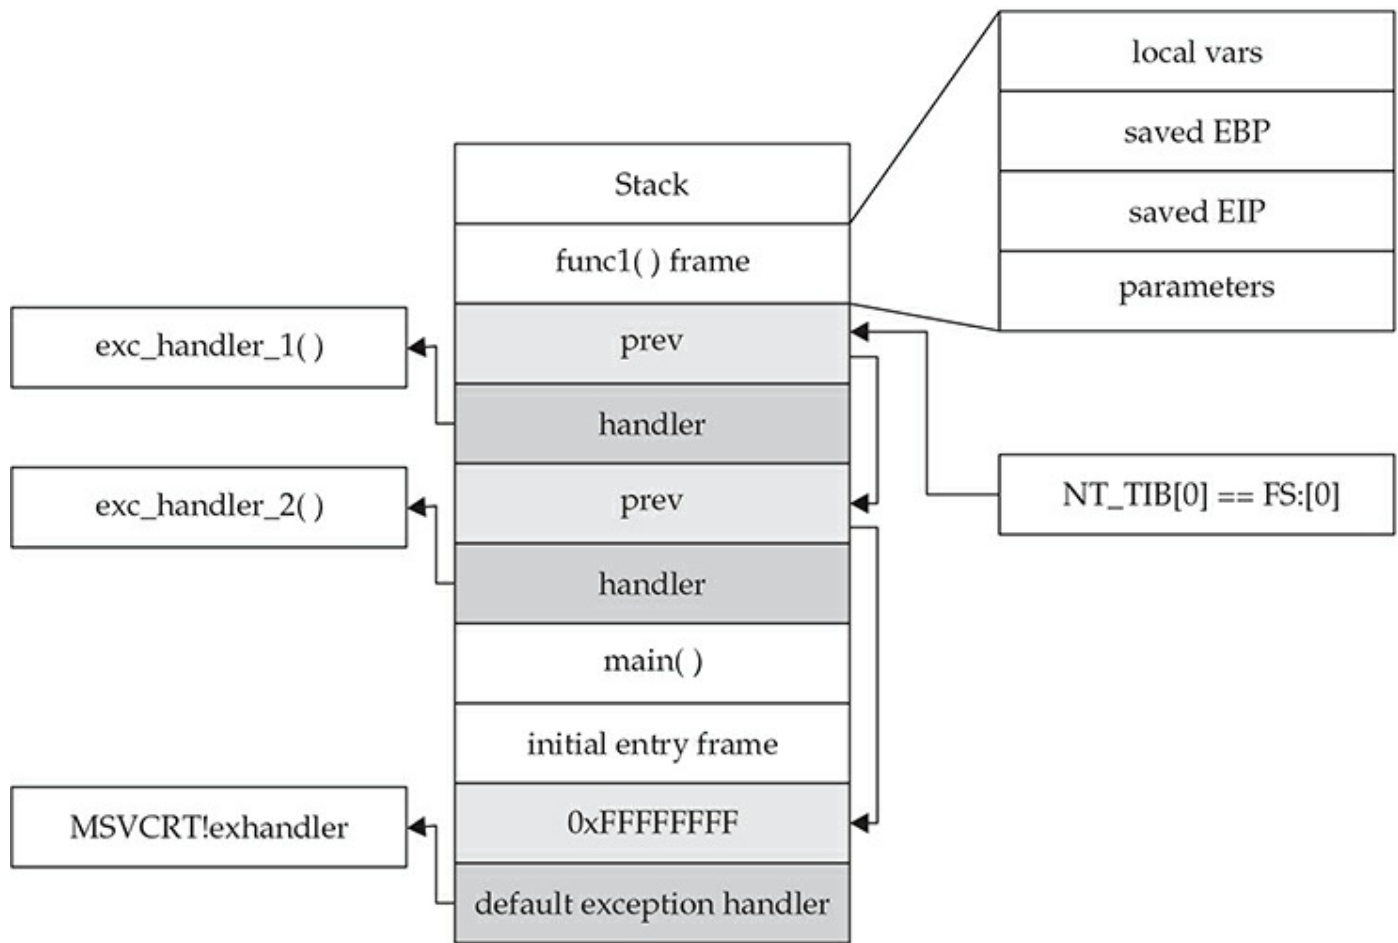 local vars
saved EBP
saved EIP
parameters
Stack
func1( ) frame
prev
handler
prev
handler
main( )
initial entry frame
0xFFFFFFFF
default exception handler
exc_handler_1( )
exc_handler_2( )
MSVCRT!exhandler
NT_TIB[0] == FS:[0]